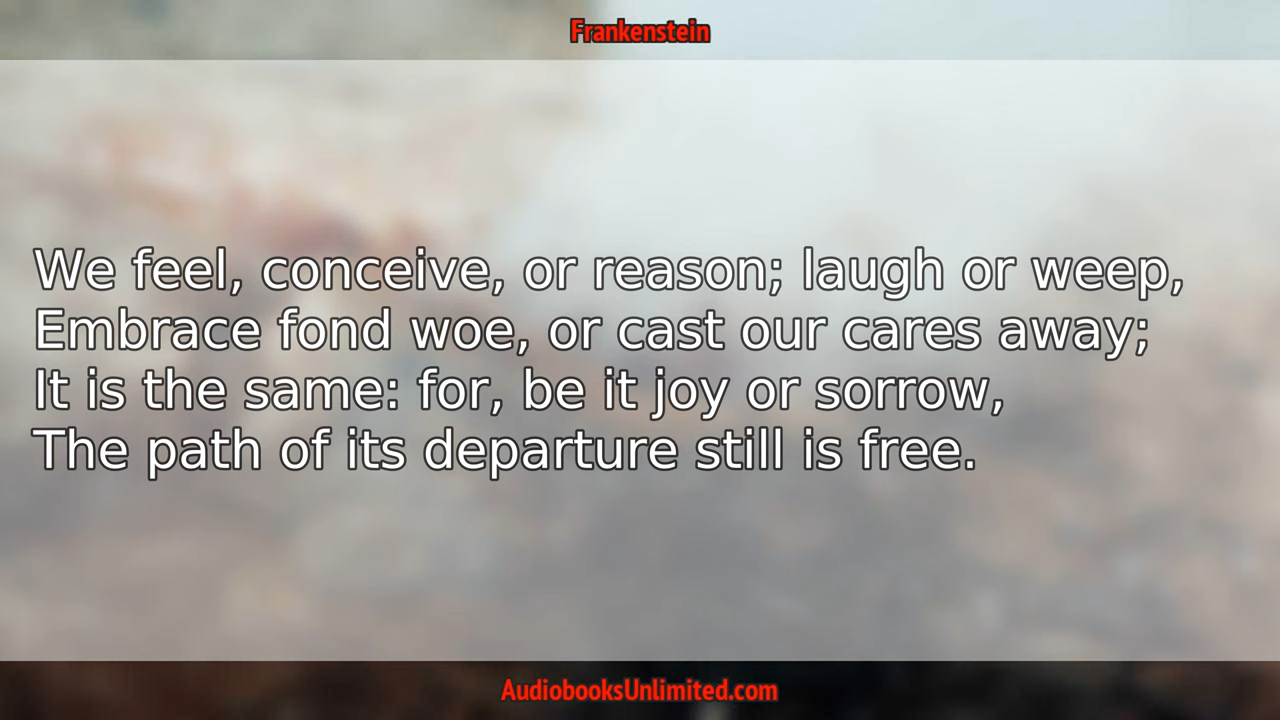 Frankenstein
We feel, conceive, or reason; laugh or weep,
Embrace fond woe, or cast our cares away;
It is the same: for, be it joy or sorrow,
The path of its departure still is free.
AudiobooksUnlimited.com